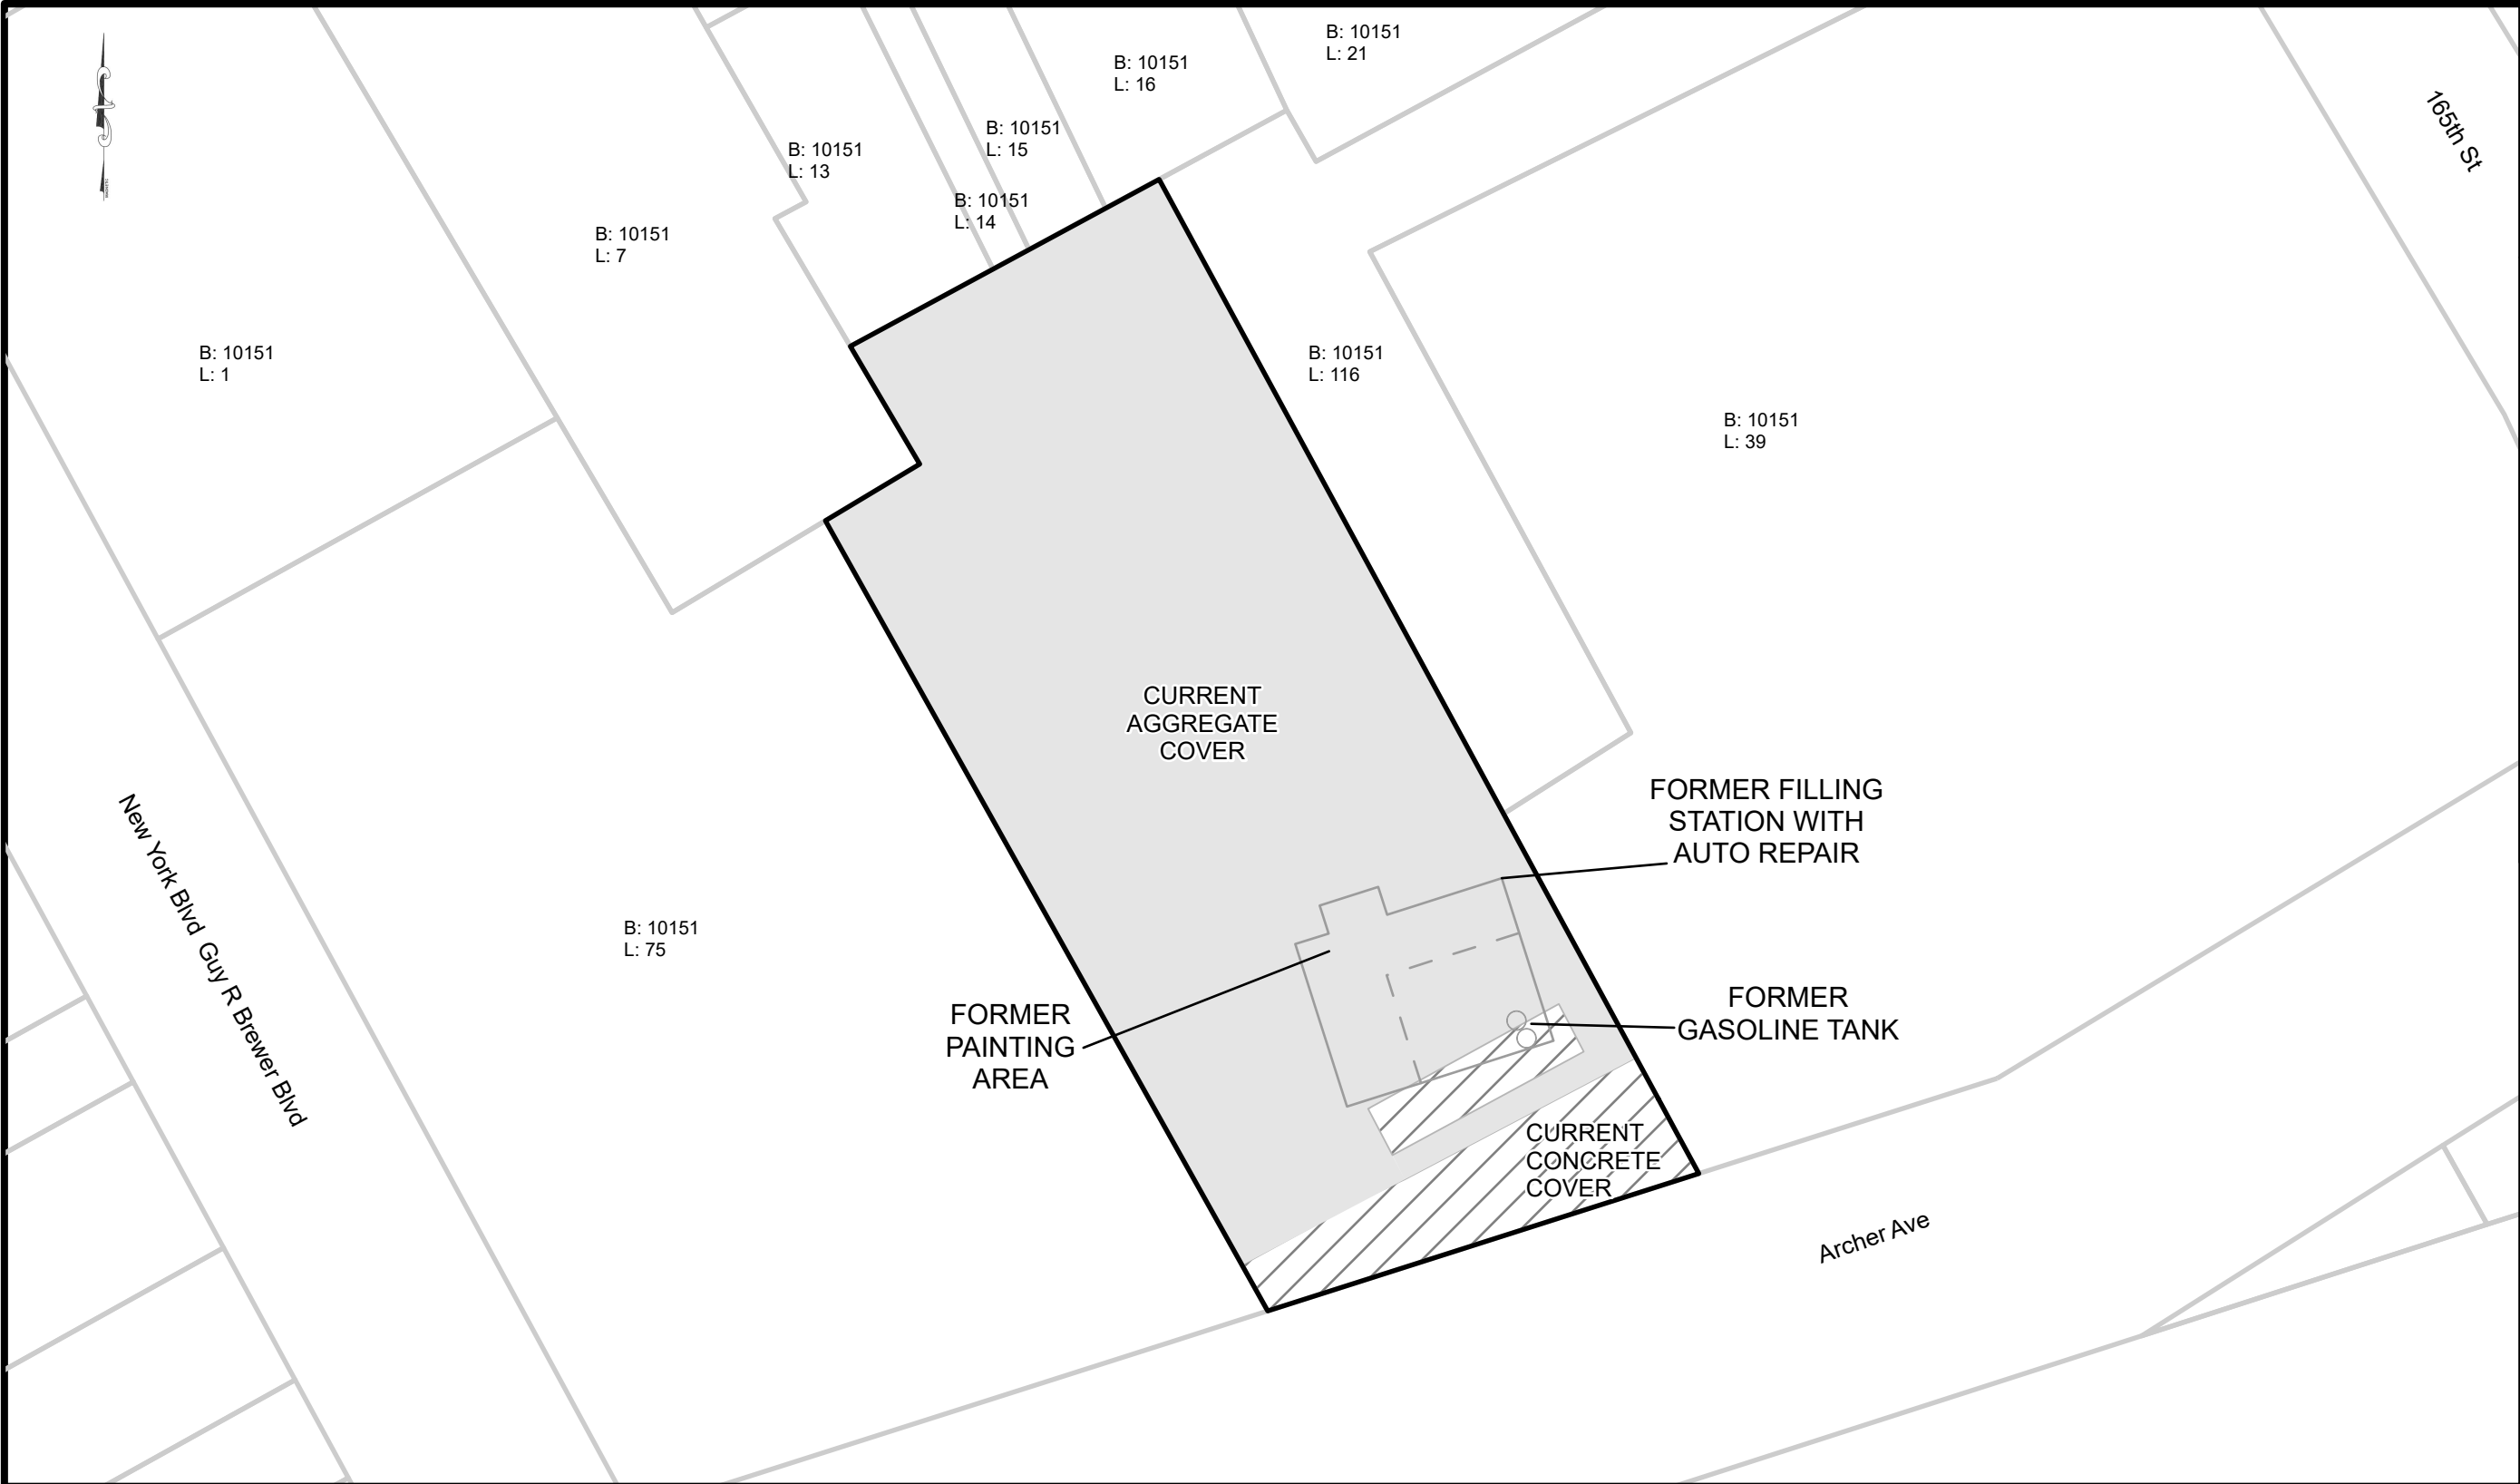 B: 10151
L: 21
B: 10151
L: 16
165th St
B: 10151
L: 15
B: 10151
L: 13
B: 10151
L: 14
B: 10151
L: 7
B: 10151
L: 1
B: 10151
L: 116
B: 10151
L: 39
CURRENT
AGGREGATE
COVER
FORMER FILLING
STATION WITH
AUTO REPAIR
New York Blvd Guy R Brewer Blvd
B: 10151
L: 75
FORMER
PAINTING
AREA
FORMER
GASOLINE TANK
CURRENT
CONCRETE
COVER
Archer Ave